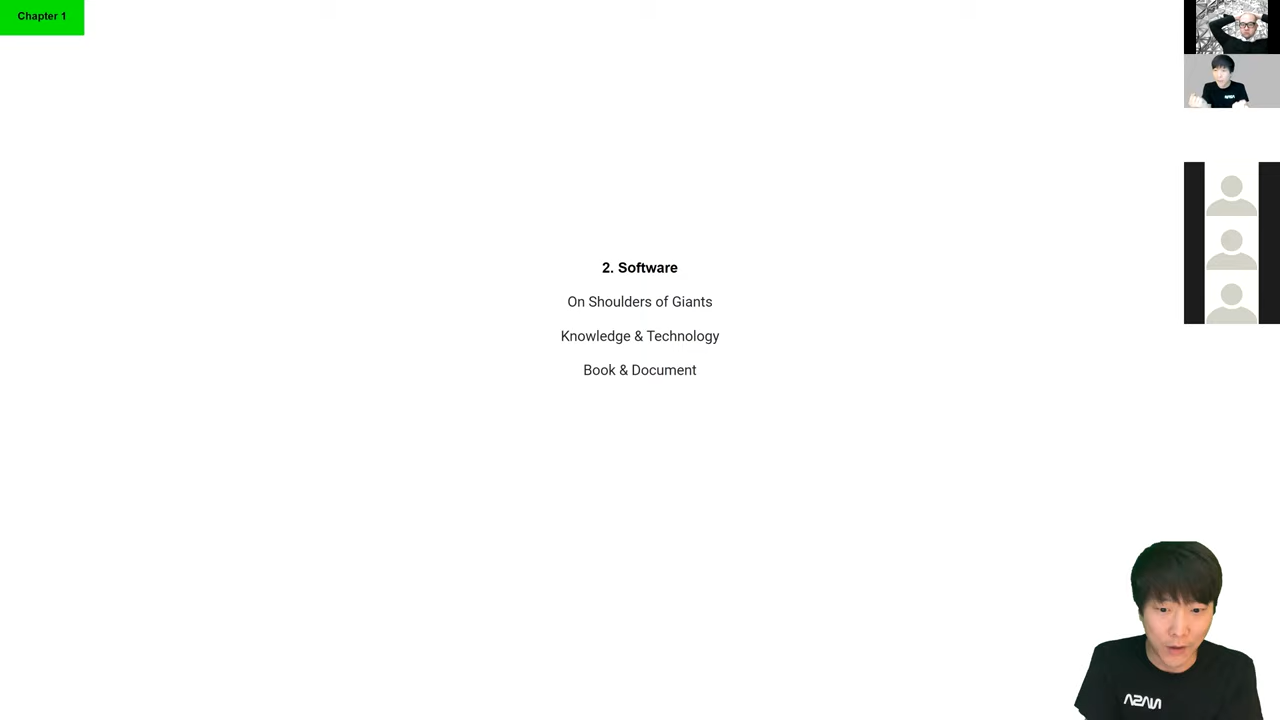 Chapter 1
2. Software
On Shoulders of Giants
Knowledge & Technology
Book & Document